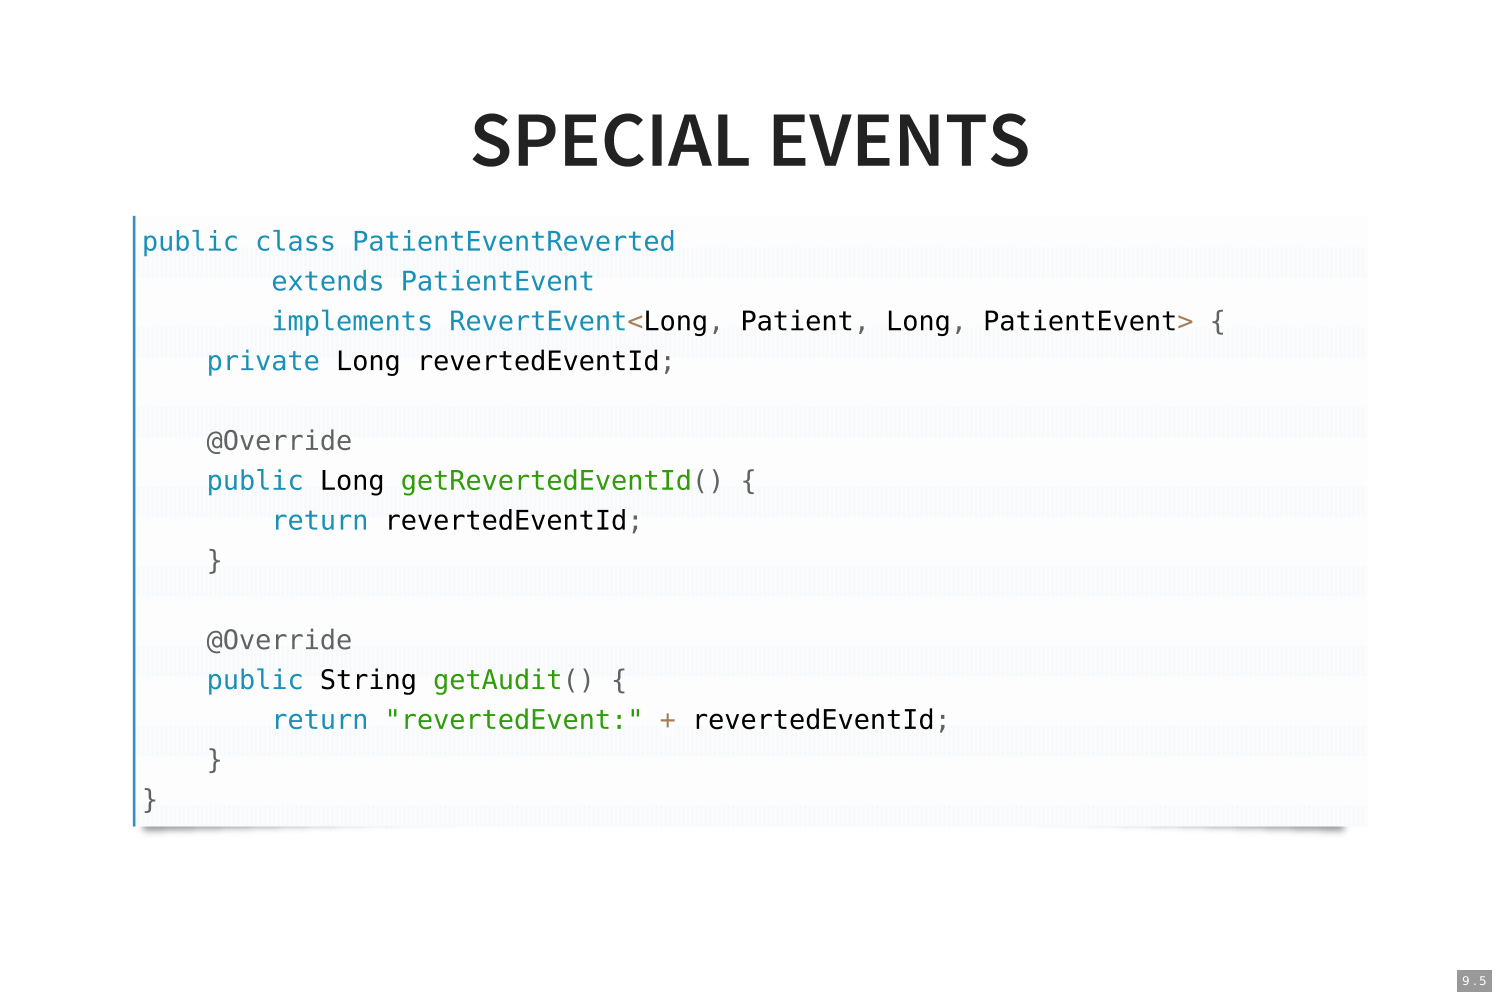 SPECIAL EVENTS
public class PatientEventReverted
        extends PatientEvent
        implements RevertEvent<Long, Patient, Long, PatientEvent> {
    private Long revertedEventId;

    @Override
    public Long getRevertedEventId() {
        return revertedEventId;
    }

    @Override
    public String getAudit() {
        return "revertedEvent:" + revertedEventId;
    }
}
9.5